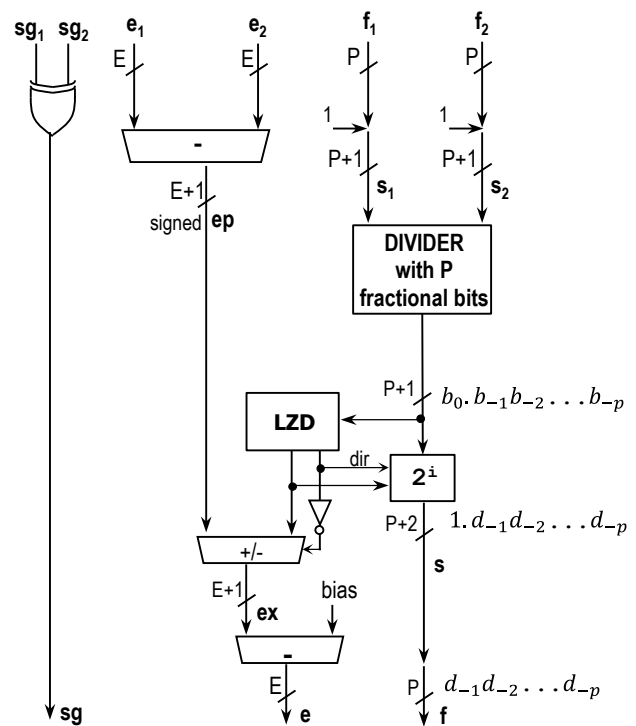 sg₁ sg₂
e₁ e₂
f₁ f₂
E E
P P
1 1
-
P+1 P+1
s₁ s₂
E+1
signed ep
DIVIDER
with P
fractional bits
P+1 b₀.b₋₁b₋₂ . . . b₋ₚ
LZD
dir
2ⁱ
P+2 1.d₋₁d₋₂ . . . d₋ₚ
+/-
s
E+1
bias
ex
-
E
P d₋₁d₋₂ . . . d₋ₚ
sg e f